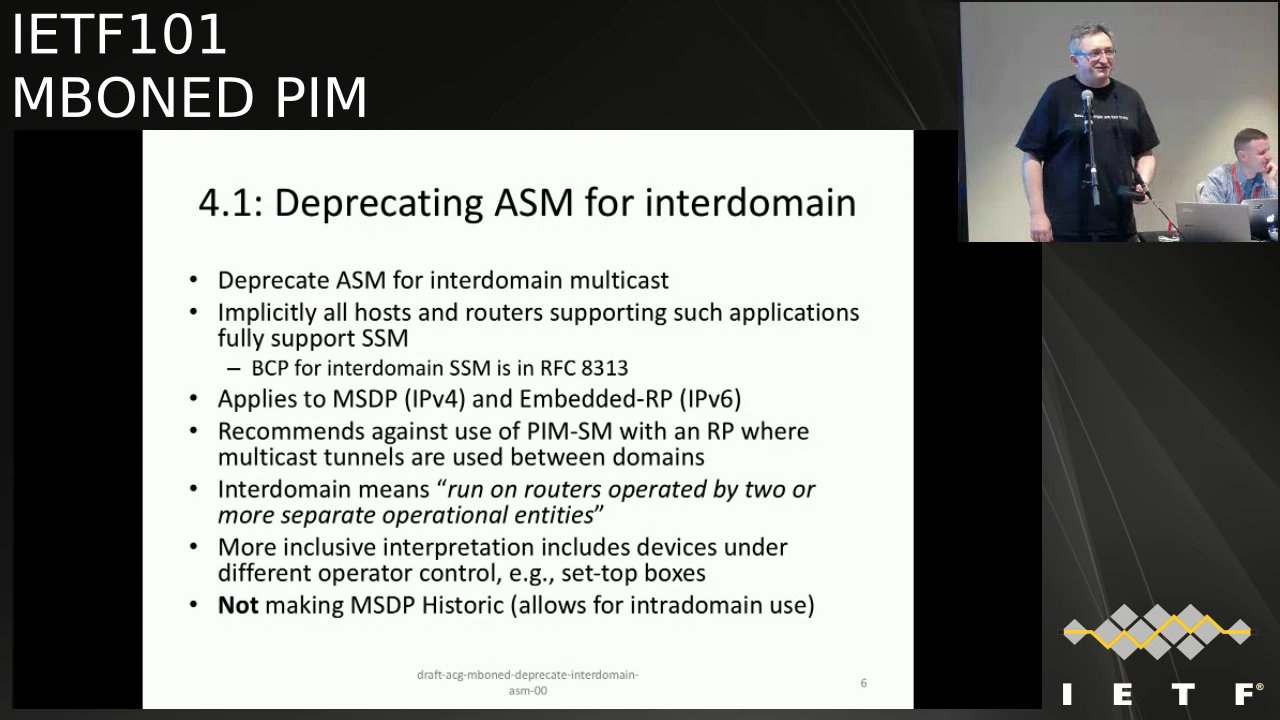 IETF101
MBONED PIM
4.1: Deprecating ASM for interdomain
• Deprecate ASM for interdomain multicast
• Implicitly all hosts and routers supporting such applications
fully support SSM
– BCP for interdomain SSM is in RFC 8313
• Applies to MSDP (IPv4) and Embedded-RP (IPv6)
• Recommends against use of PIM-SM with an RP where
multicast tunnels are used between domains
• Interdomain means “run on routers operated by two or
more separate operational entities”
• More inclusive interpretation includes devices under
different operator control, e.g., set-top boxes
• Not making MSDP Historic (allows for intradomain use)
draft-acg-mboned-deprecate-interdomain-
asm-00
6
I E T F®